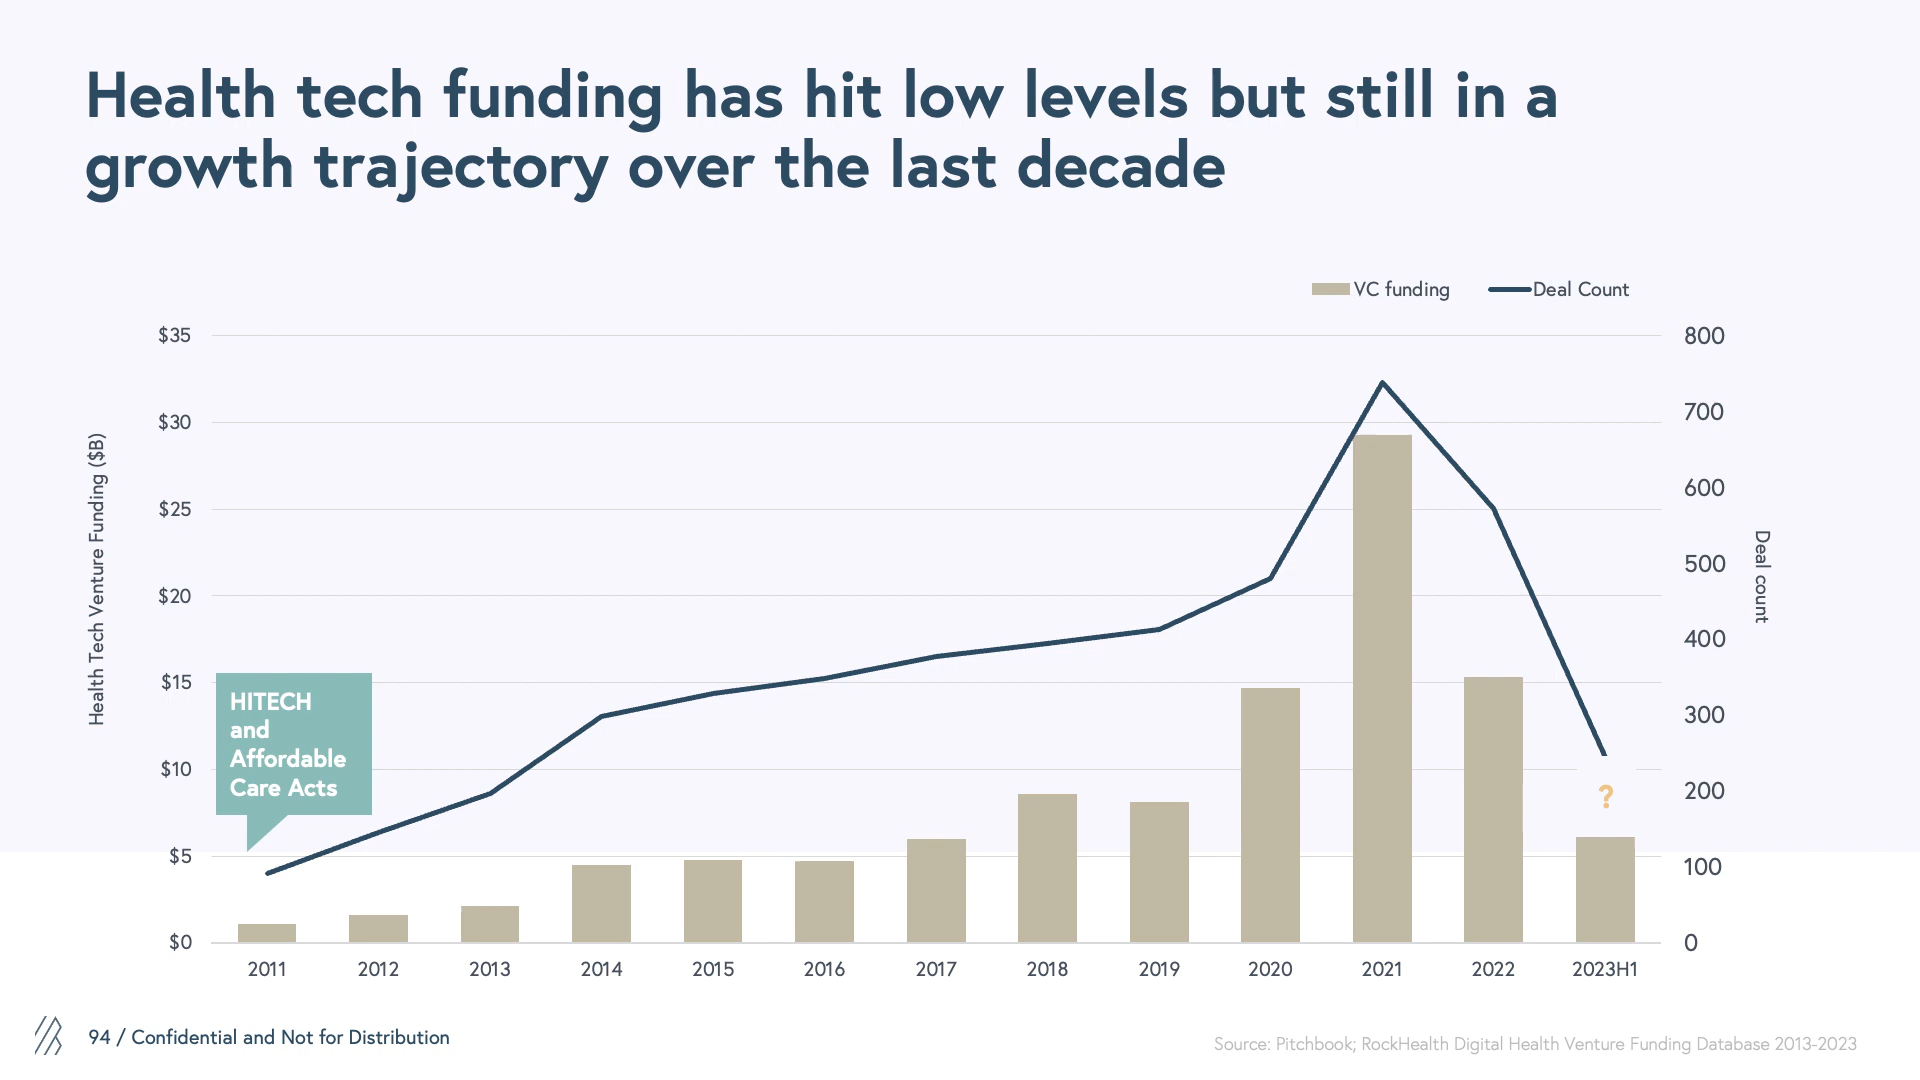 Health tech funding has hit low levels but still in a
growth trajectory over the last decade
VC funding
Deal Count
Health Tech Venture Funding ($B)
$35
$30
$25
$20
$15
$10
$5
$0
HITECH
and
Affordable
Care Acts
?
800
700
600
500
400
300
200
100
0
Deal count
2011 2012 2013 2014 2015 2016 2017 2018 2019 2020 2021 2022 2023H1
94 / Confidential and Not for Distribution
Source: Pitchbook; RockHealth Digital Health Venture Funding Database 2013-2023